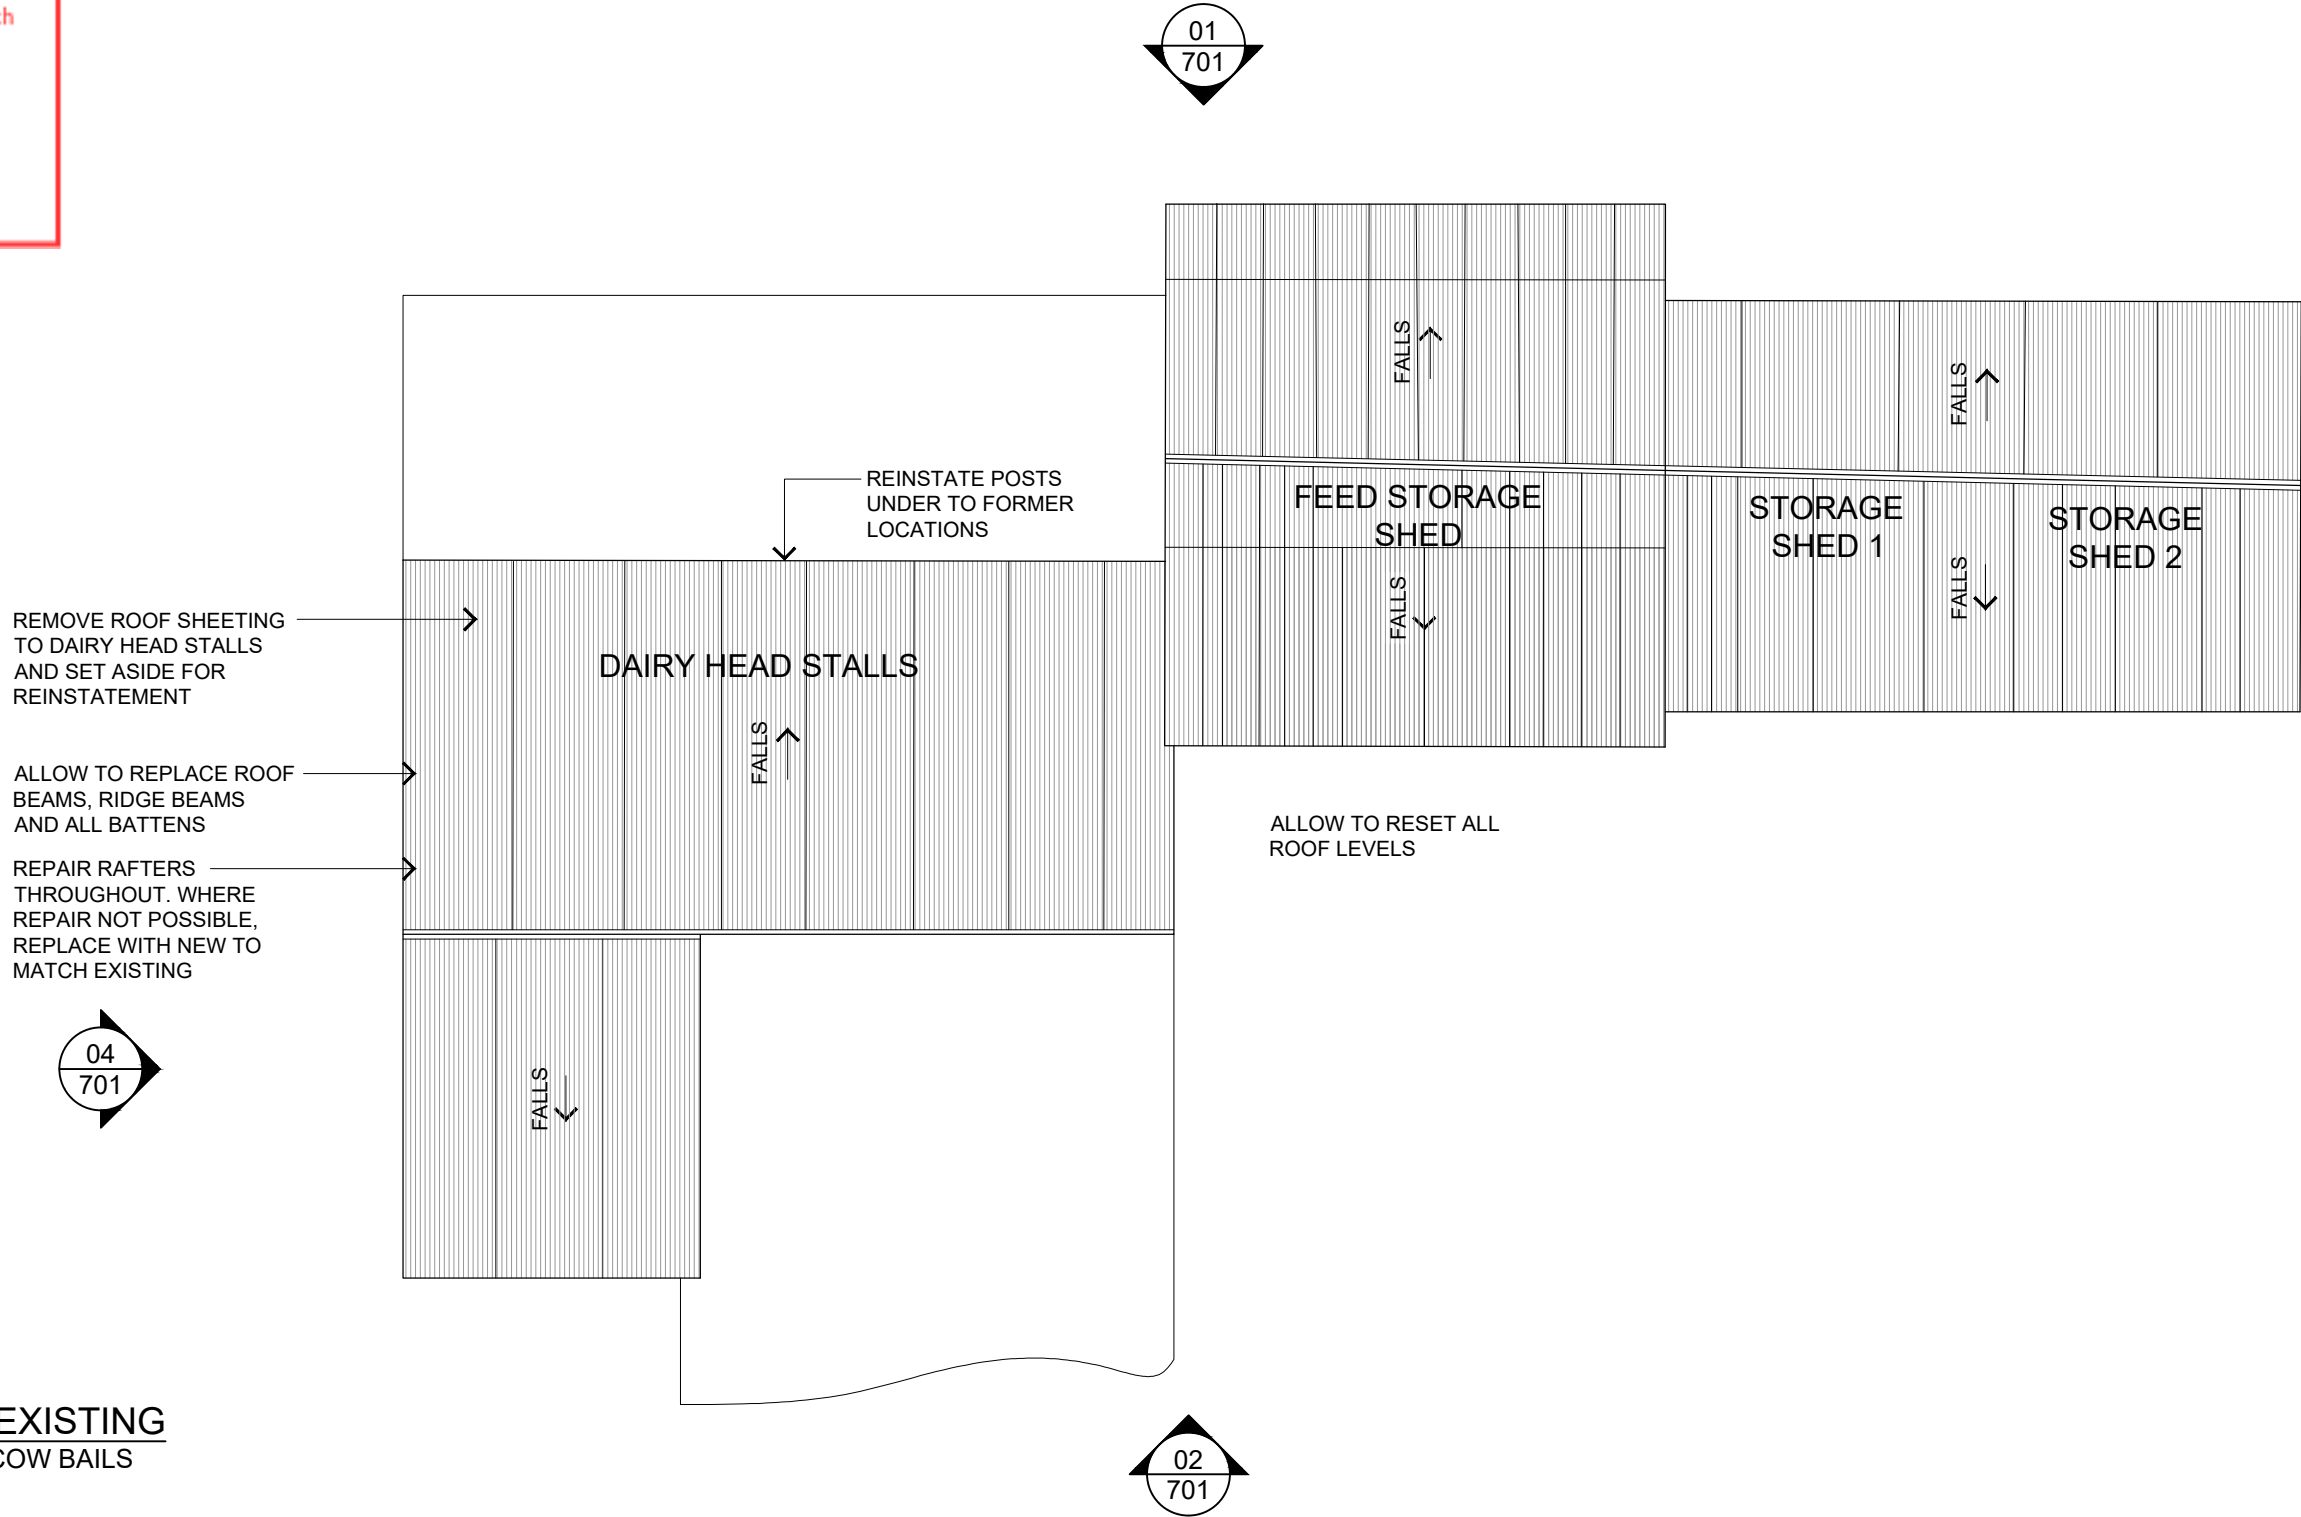 01
701
FALLS
FALLS
REINSTATE POSTS
UNDER TO FORMER
LOCATIONS
FEED STORAGE
SHED
STORAGE
SHED 1
STORAGE
SHED 2
FALLS
FALLS
REMOVE ROOF SHEETING
TO DAIRY HEAD STALLS
AND SET ASIDE FOR
REINSTATEMENT
DAIRY HEAD STALLS
FALLS
ALLOW TO REPLACE ROOF
BEAMS, RIDGE BEAMS
AND ALL BATTENS
ALLOW TO RESET ALL
ROOF LEVELS
REPAIR RAFTERS
THROUGHOUT. WHERE
REPAIR NOT POSSIBLE,
REPLACE WITH NEW TO
MATCH EXISTING
04
701
FALLS
EXISTING
COW BAILS
02
701